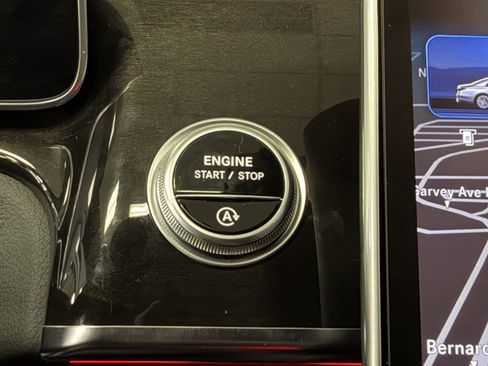 ENGINE
START / STOP
A
N
Garvey Ave
Bernard